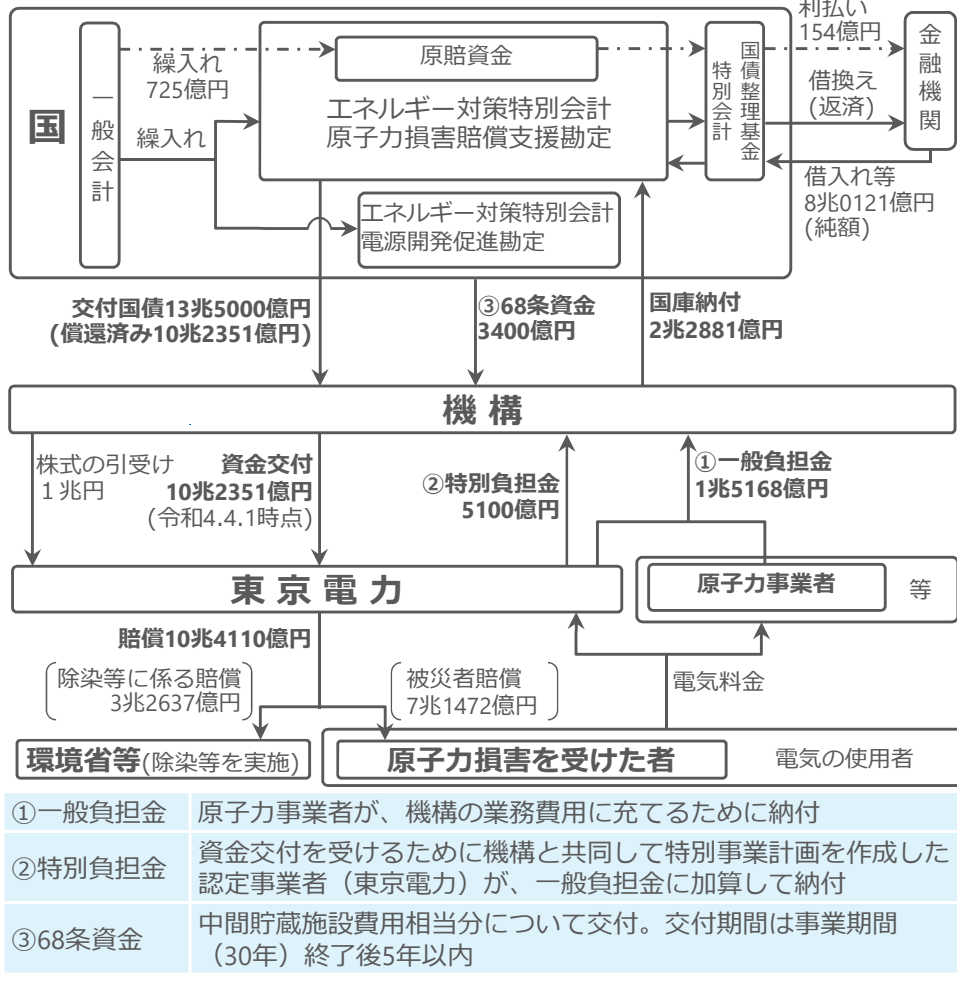 利払い
154億円
国
一般会計
繰入れ
725億円
繰入れ
原賠資金
エネルギー対策特別会計
原子力損害賠償支援勘定
エネルギー対策特別会計
電源開発促進勘定
国債整理基金
特別会計
金融機関
借換え
(返済)
借入れ等
8兆0121億円
(純額)
交付国債13兆5000億円
(償還済み10兆2351億円)
③68条資金
3400億円
国庫納付
2兆2881億円
機構
株式の引受け
１兆円
資金交付
10兆2351億円
(令和4.4.1時点)
②特別負担金
5100億円
①一般負担金
1兆5168億円
東京電力
原子力事業者
等
賠償10兆4110億円
除染等に係る賠償
3兆2637億円
被災者賠償
7兆1472億円
電気料金
環境省等(除染等を実施)
原子力損害を受けた者
電気の使用者
①一般負担金
原子力事業者が、機構の業務費用に充てるために納付
②特別負担金
資金交付を受けるために機構と共同して特別事業計画を作成した
認定事業者（東京電力）が、一般負担金に加算して納付
③68条資金
中間貯蔵施設費用相当分について交付。交付期間は事業期間
（30年）終了後5年以内